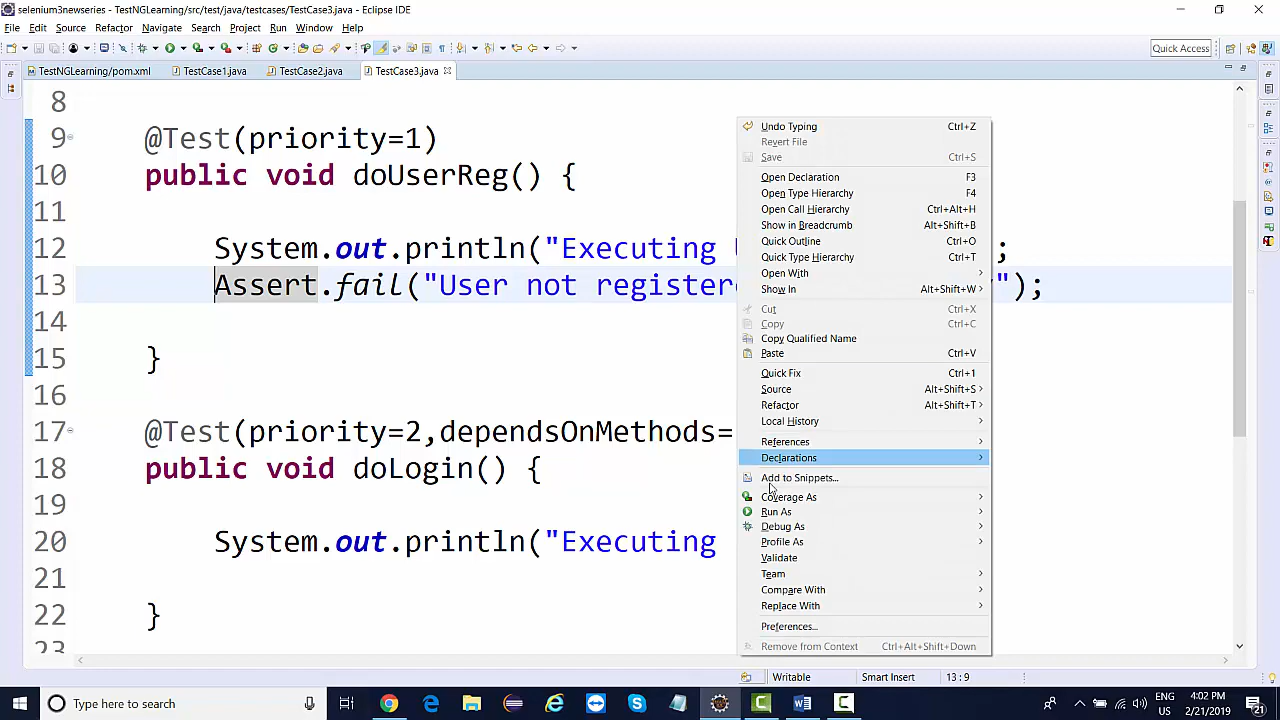 selenium3newseries - TestNGLearning/src/test/java/testcases/TestCase3.java - Eclipse IDE
File Edit Source Refactor Navigate Search Project Run Window Help
Quick Access
TestNGLearning/pom.xml TestCase1.java TestCase2.java TestCase3.java
8
9 @Test(priority=1)
10 public void doUserReg() {
11
12 System.out.println("Executing ;
13 Assert.fail("User not register ");
14
15 }
16
17 @Test(priority=2,dependsOnMethods=
18 public void doLogin() {
19
20 System.out.println("Executing
21
22 }
23
Undo Typing Ctrl+Z
Revert File
Save Ctrl+S
Open Declaration F3
Open Type Hierarchy F4
Open Call Hierarchy Ctrl+Alt+H
Show in Breadcrumb Alt+Shift+B
Quick Outline Ctrl+O
Quick Type Hierarchy Ctrl+T
Open With
Show In Alt+Shift+W
Cut Ctrl+X
Copy Ctrl+C
Copy Qualified Name
Paste Ctrl+V
Quick Fix Ctrl+1
Source Alt+Shift+S
Refactor Alt+Shift+T
Local History
References
Declarations
Add to Snippets...
Coverage As
Run As
Debug As
Profile As
Validate
Team
Compare With
Replace With
Preferences...
Remove from Context Ctrl+Alt+Shift+Down
Writable Smart Insert 13 : 9
Type here to search
ENG
US
4:02 PM
2/21/2019
21